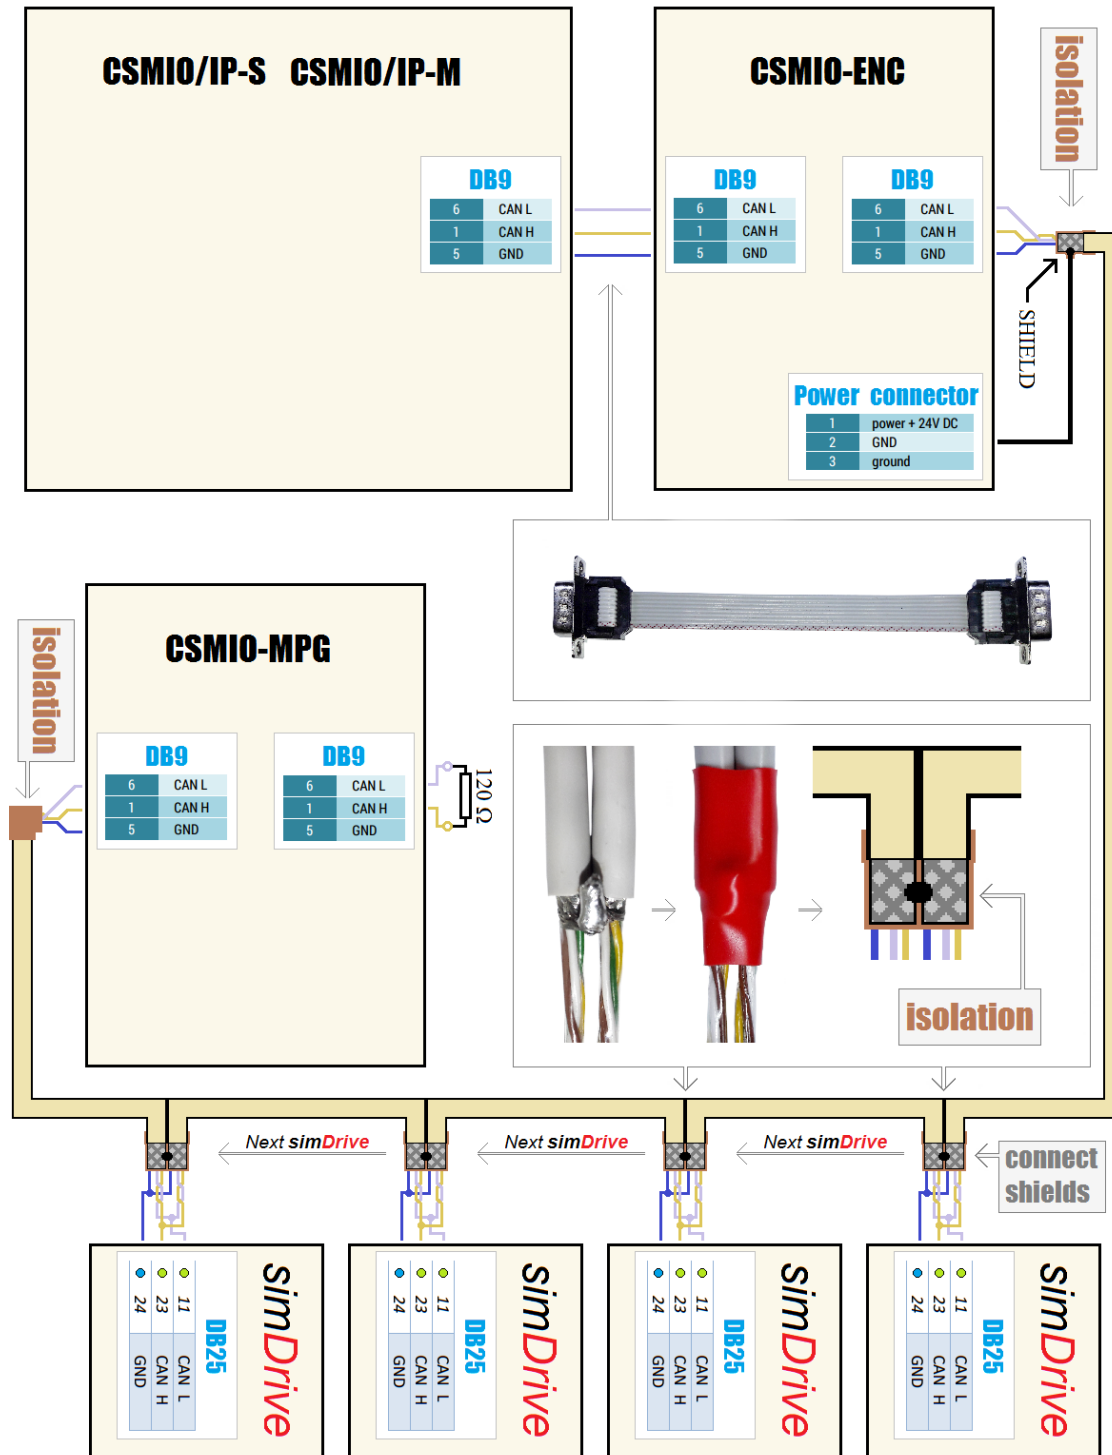 CSMIO/IP-S CSMIO/IP-M
DB9
6 CAN L
1 CAN H
5 GND
CSMIO-ENC
DB9
6 CAN L
1 CAN H
5 GND
DB9
6 CAN L
1 CAN H
5 GND
isolation
SHIELD
Power connector
1 power + 24V DC
2 GND
3 ground
isolation
CSMIO-MPG
DB9
6 CAN L
1 CAN H
5 GND
DB9
6 CAN L
1 CAN H
5 GND
120 Ω
isolation
Next simDrive
Next simDrive
Next simDrive
connect
shields
simDrive
DB25
11 CAN L
23 CAN H
24 GND
simDrive
DB25
11 CAN L
23 CAN H
24 GND
simDrive
DB25
11 CAN L
23 CAN H
24 GND
simDrive
DB25
11 CAN L
23 CAN H
24 GND